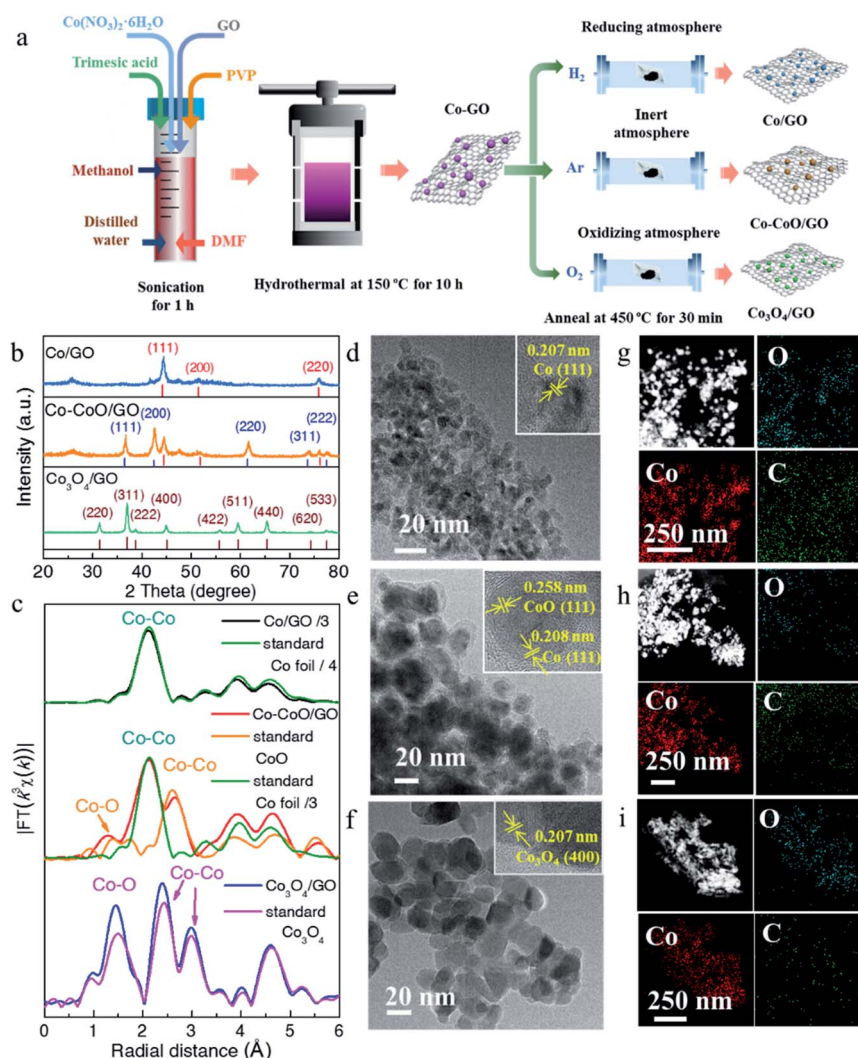 a
Co(NO₃)₂·6H₂O
GO
Trimesic acid
PVP
Methanol
Distilled
water
DMF
Sonication
for 1 h
Hydrothermal at 150 °C for 10 h
Co-GO
Reducing atmosphere
H₂
Co/GO
Inert
atmosphere
Ar
Co-CoO/GO
Oxidizing atmosphere
O₂
Co₃O₄/GO
Anneal at 450 °C for 30 min
b
Co/GO
(111)
(200)
(220)
Co-CoO/GO
(111)
(200)
(220)
(311)
(222)
Co₃O₄/GO
(220)
(311)
(222)
(400)
(422)
(511)
(440)
(620)
(533)
Intensity (a.u.)
20 30 40 50 60 70 80
2 Theta (degree)
c
Co-Co
Co/GO /3
standard
Co foil / 4
Co-Co
Co-O
Co-Co
Co-CoO/GO
standard
CoO
standard
Co foil /3
Co-O
Co-Co
Co₃O₄/GO
standard
Co₃O₄
|FT(k³χ(k))|
0 1 2 3 4 5 6
Radial distance (Å)
d
0.207 nm
Co (111)
20 nm
e
0.258 nm
CoO (111)
0.208 nm
Co (111)
20 nm
f
0.207 nm
Co₃O₄ (400)
20 nm
g
O
Co
C
250 nm
h
O
Co
C
250 nm
i
O
Co
C
250 nm